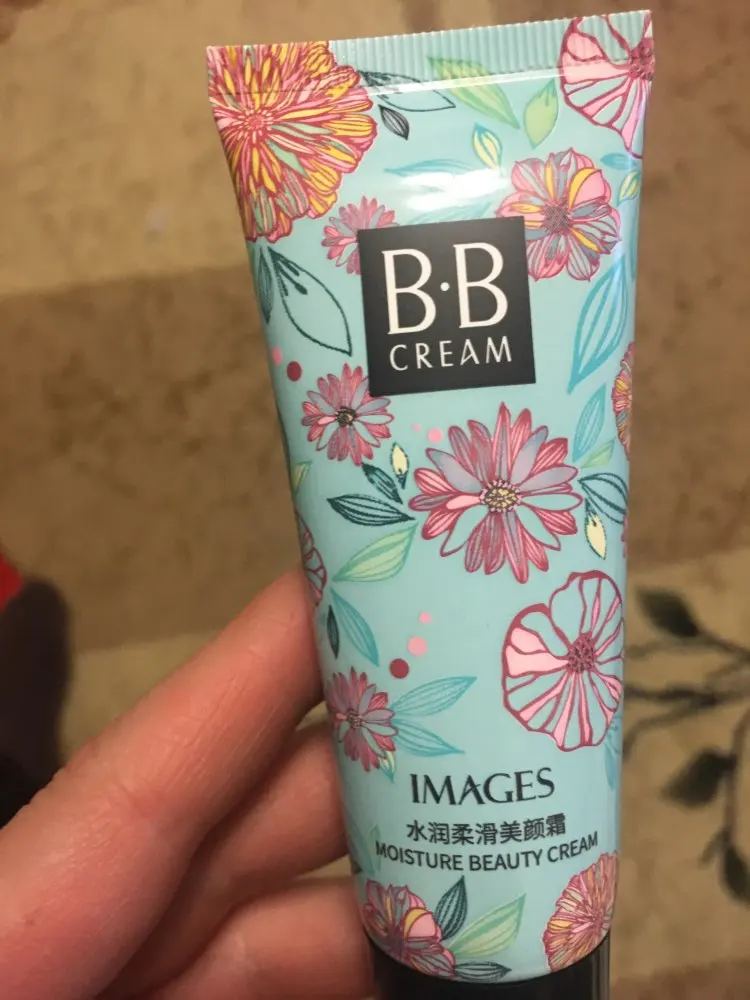 B·B
CREAM
IMAGES
水润柔滑美颜霜
MOISTURE BEAUTY CREAM